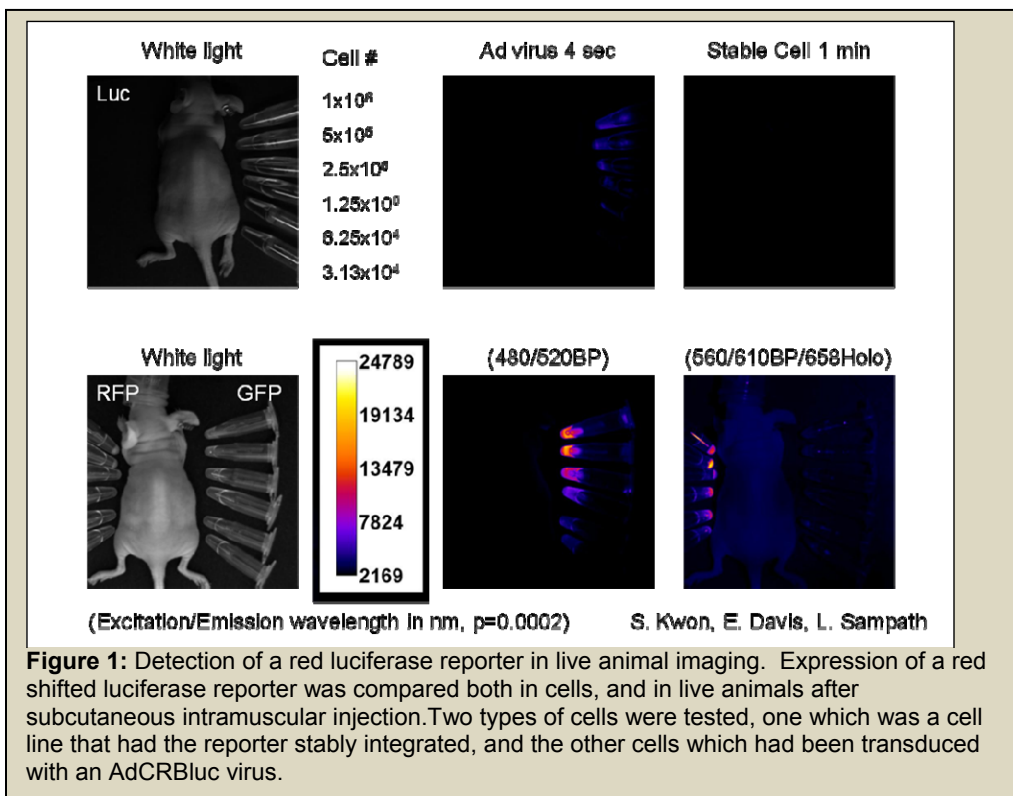 White light
Cell #
Ad virus 4 sec
Stable Cell 1 min
Luc
1x10⁶
5x10⁵
2.5x10⁵
1.25x10⁵
6.25x10⁴
3.13x10⁴
White light
(480/520BP)
(560/610BP/658Holo)
RFP
GFP
24789
19134
13479
7824
2169
(Excitation/Emission wavelength in nm, p=0.0002)
S. Kwon, E. Davis, L. Sampath
Figure 1: Detection of a red luciferase reporter in live animal imaging. Expression of a red
shifted luciferase reporter was compared both in cells, and in live animals after
subcutaneous intramuscular injection.Two types of cells were tested, one which was a cell
line that had the reporter stably integrated, and the other cells which had been transduced
with an AdCRBluc virus.